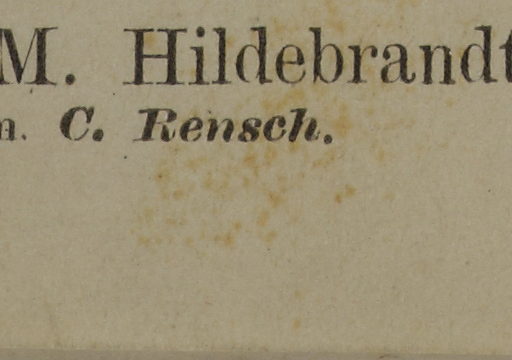 M. Hildebrandt
m. C. Rensch.